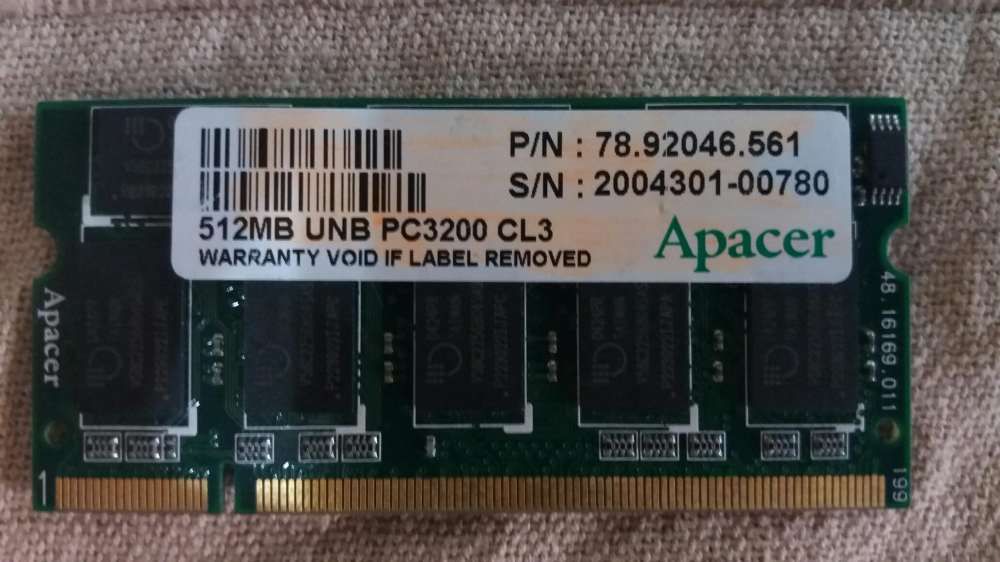 P/N : 78.92046.561
S/N : 2004301-00780
512MB UNB PC3200 CL3
WARRANTY VOID IF LABEL REMOVED
Apacer
Apacer
48.16169.011
1
199